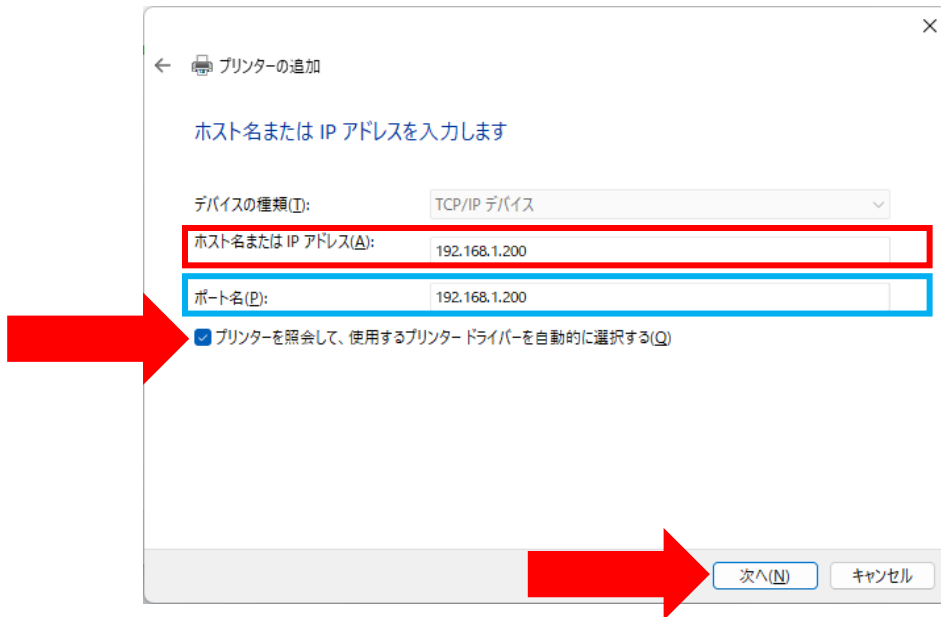 プリンターの追加
ホスト名または IP アドレスを入力します
デバイスの種類(T): TCP/IP デバイス
ホスト名または IP アドレス(A): 192.168.1.200
ポート名(P): 192.168.1.200
プリンターを照会して、使用するプリンター ドライバーを自動的に選択する(Q)
次へ(N) キャンセル